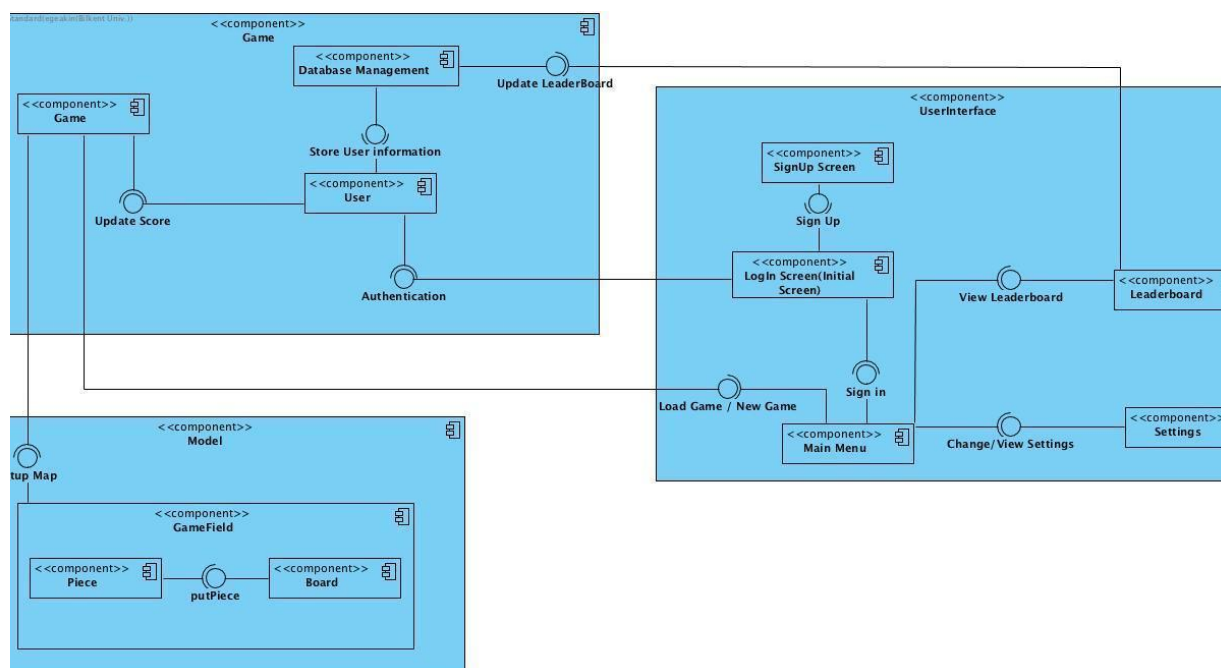 <<component>>
Game
<<component>>
Database Management
Update LeaderBoard
<<component>>
Game
Store User information
<<component>>
User
Update Score
Authentication
<<component>>
UserInterface
<<component>>
SignUp Screen
Sign Up
<<component>>
LogIn Screen(Initial
Screen)
View Leaderboard
<<component>>
Leaderboard
Sign in
Load Game / New Game
<<component>>
Main Menu
Change/View Settings
<<component>>
Settings
<<component>>
Model
tup Map
<<component>>
GameField
<<component>>
Piece
putPiece
<<component>>
Board